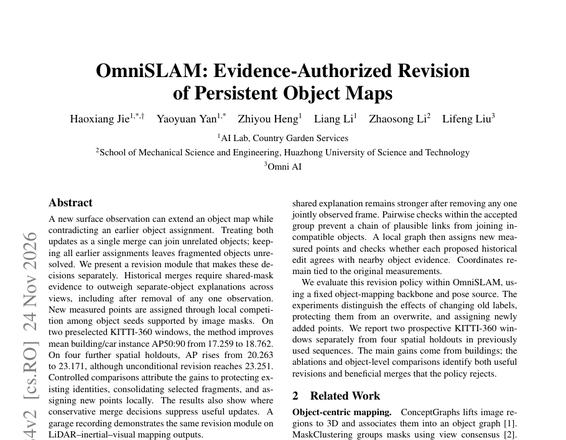 OmniSLAM: Evidence-Authorized Revision
of Persistent Object Maps
Haoxiang Jie1,*,† Yaoyuan Yan1,* Zhiyou Heng1 Liang Li1 Zhaosong Li2 Lifeng Liu3
1AI Lab, Country Garden Services
2School of Mechanical Science and Engineering, Huazhong University of Science and Technology
3Omni AI
4v2 [cs.RO] 24 Nov 2026
Abstract
A new surface observation can extend an object map while
contradicting an earlier object assignment. Treating both
updates as a single merge can join unrelated objects; keep-
ing all earlier assignments leaves fragmented objects unre-
solved. We present a revision module that makes these de-
cisions separately. Historical merges require shared-mask
evidence to outweigh separate-object explanations across
views, including after removal of any one observation.
New measured points are assigned through local competi-
tion among object seeds supported by image masks. On
two preselected KITTI-360 windows, the method improves
mean building/car instance AP50:90 from 17.259 to 18.762.
On four further spatial holdouts, AP rises from 20.263
to 23.171, although unconditional revision reaches 23.251.
Controlled comparisons attribute the gains to protecting ex-
isting identities, consolidating selected fragments, and as-
signing new points locally. The results also show where
conservative merge decisions suppress useful updates. A
garage recording demonstrates the same revision module on
LiDAR–inertial–visual mapping outputs.
shared explanation remains stronger after removing any one
jointly observed frame. Pairwise checks within the accepted
group prevent a chain of plausible links from joining in-
compatible objects. A local graph then assigns new mea-
sured points and checks whether each proposed historical
edit agrees with nearby object evidence. Coordinates re-
main tied to the original measurements.
We evaluate this revision policy within OmniSLAM, us-
ing a fixed object-mapping backbone and pose source. The
experiments distinguish the effects of changing old labels,
protecting them from an overwrite, and assigning newly
added points. We report two prospective KITTI-360 win-
dows separately from four spatial holdouts in previously
used sequences. The main gains come from buildings; the
ablations and object-level comparisons identify both useful
revisions and beneficial merges that the policy rejects.
2 Related Work
Object-centric mapping. ConceptGraphs lifts image re-
gions to 3D and associates them into an object graph [1].
MaskClustering groups masks using view consensus [2].